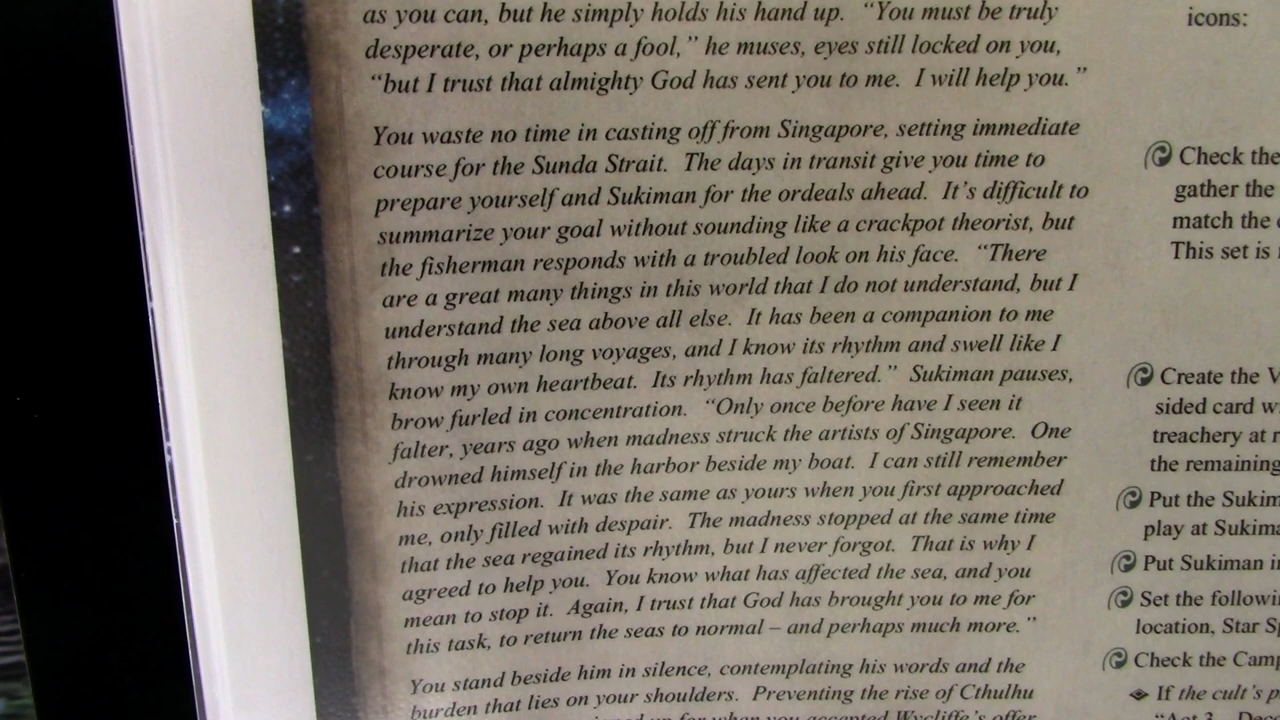 as you can, but he simply holds his hand up. “You must be truly
desperate, or perhaps a fool,” he muses, eyes still locked on you,
“but I trust that almighty God has sent you to me. I will help you.”
You waste no time in casting off from Singapore, setting immediate
course for the Sunda Strait. The days in transit give you time to
prepare yourself and Sukiman for the ordeals ahead. It’s difficult to
summarize your goal without sounding like a crackpot theorist, but
the fisherman responds with a troubled look on his face. “There
are a great many things in this world that I do not understand, but I
understand the sea above all else. It has been a companion to me
through many long voyages, and I know its rhythm and swell like I
know my own heartbeat. Its rhythm has faltered.” Sukiman pauses,
brow furled in concentration. “Only once before have I seen it
falter, years ago when madness struck the artists of Singapore. One
drowned himself in the harbor beside my boat. I can still remember
his expression. It was the same as yours when you first approached
me, only filled with despair. The madness stopped at the same time
that the sea regained its rhythm, but I never forgot. That is why I
agreed to help you. You know what has affected the sea, and you
mean to stop it. Again, I trust that God has brought you to me for
this task, to return the seas to normal – and perhaps much more.”
You stand beside him in silence, contemplating his words and the
burden that lies on your shoulders. Preventing the rise of Cthulhu
up for when you accepted Wycliffe’s offer
icons:
Check the
gather the
match the
This set is
Create the V
sided card
treachery at
the remaining
Put the Sukim
play at Sukima
Put Sukiman
Set the followi
location, Star
Check the Camp
If the cult’s
“Act 3